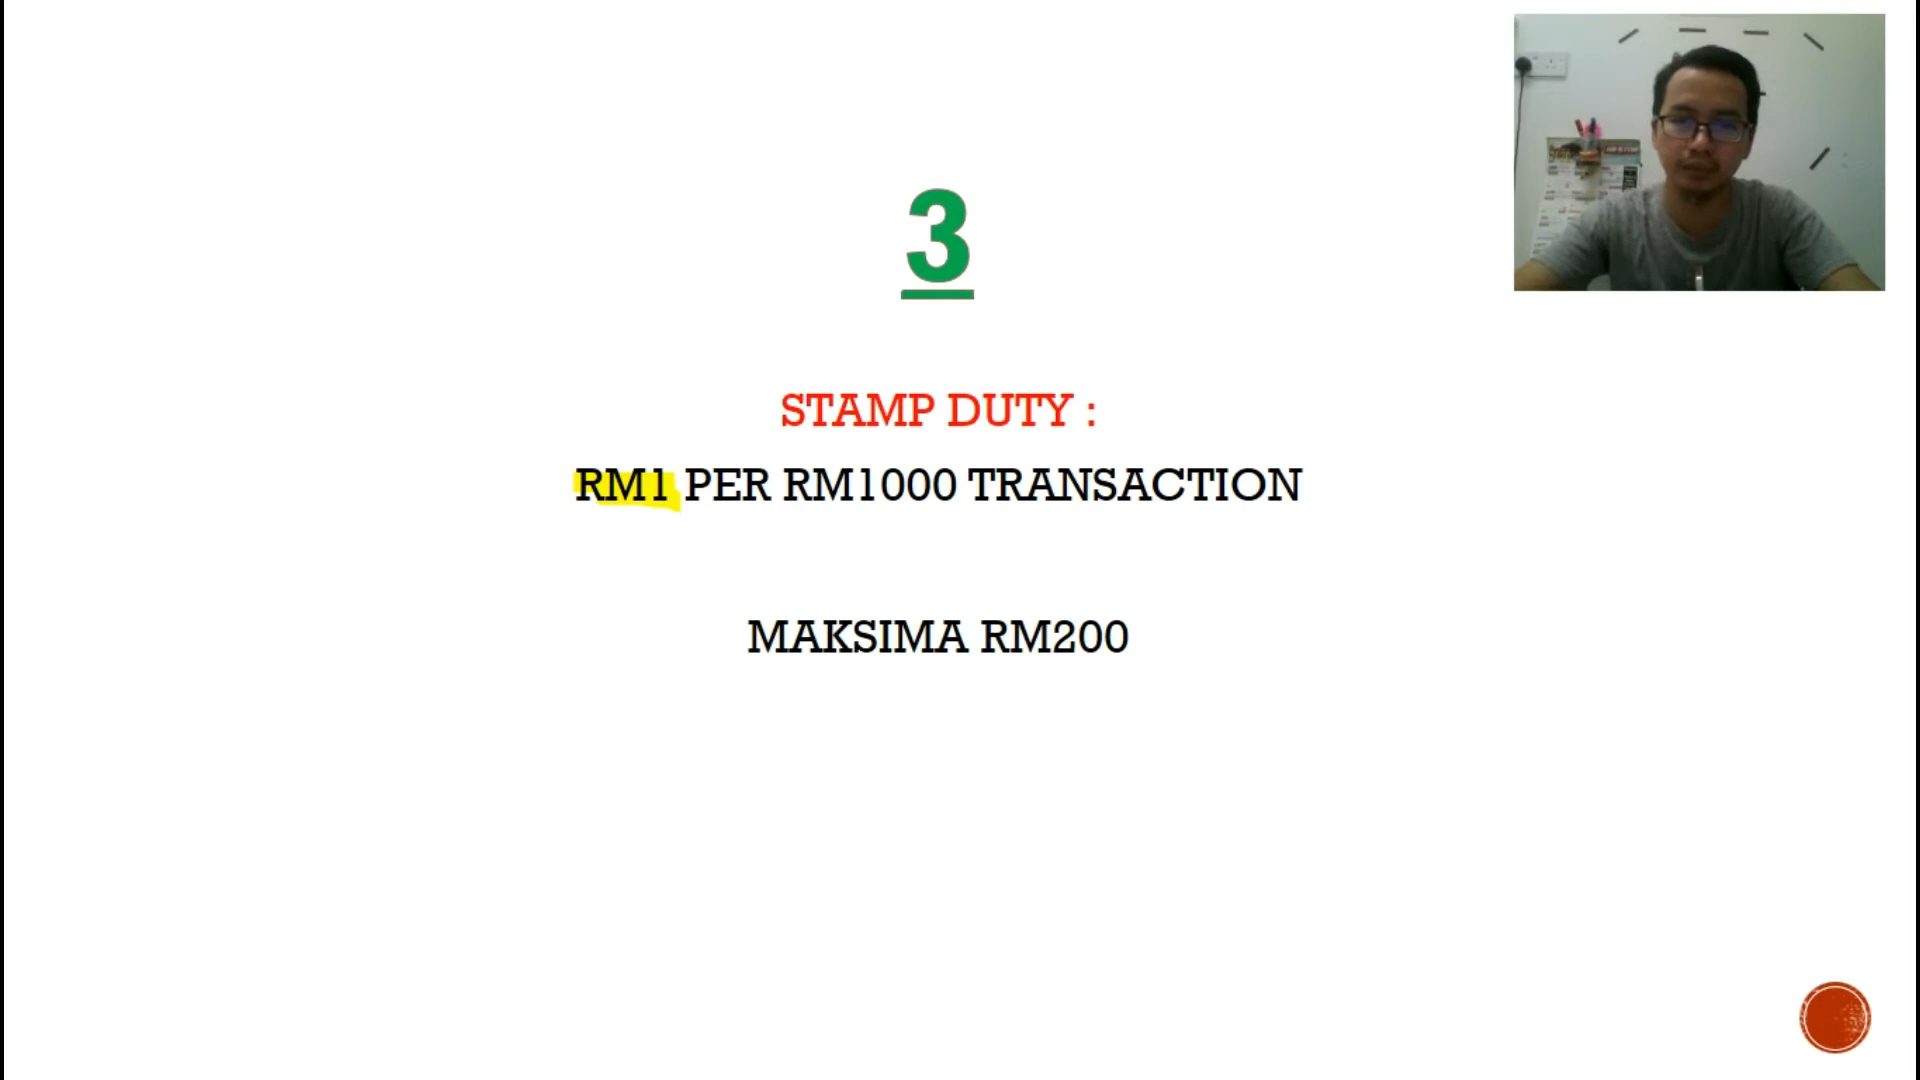 3
STAMP DUTY :
RM1 PER RM1000 TRANSACTION
MAKSIMA RM200